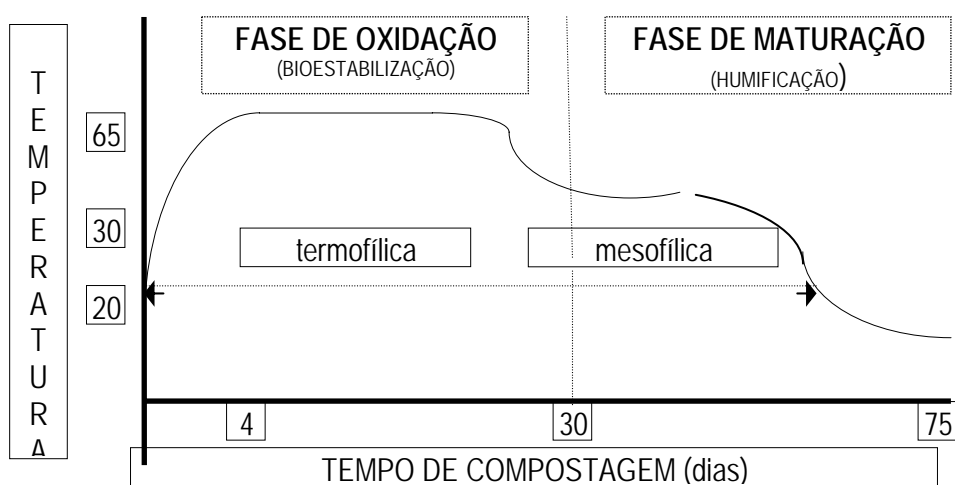 FASE DE OXIDAÇÃO
(BIOESTABILIZAÇÃO)
FASE DE MATURAÇÃO
(HUMIFICAÇÃO)
T
E
M
P
E
R
A
T
U
R
A
65
30
20
termofílica
mesofílica
4
30
75
TEMPO DE COMPOSTAGEM (dias)